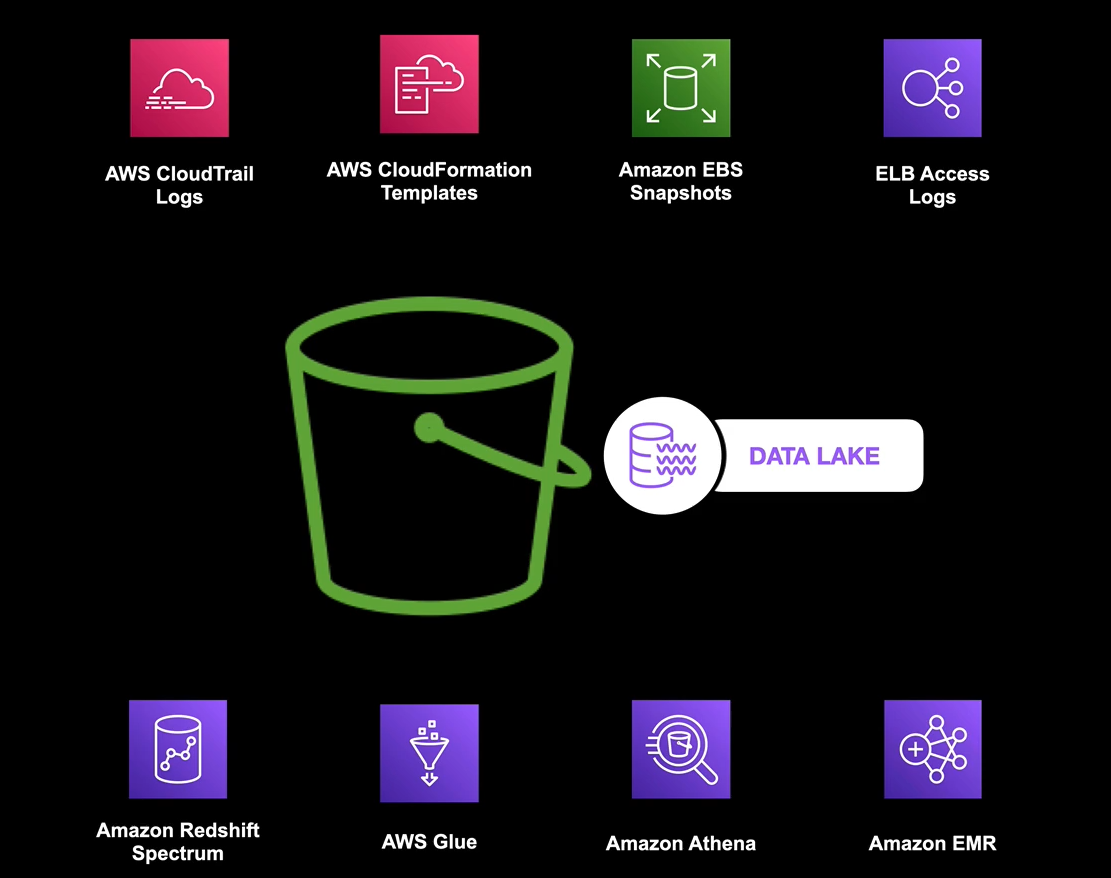 AWS CloudTrail
Logs
AWS CloudFormation
Templates
Amazon EBS
Snapshots
ELB Access
Logs
DATA LAKE
Amazon Redshift
Spectrum
AWS Glue
Amazon Athena
Amazon EMR